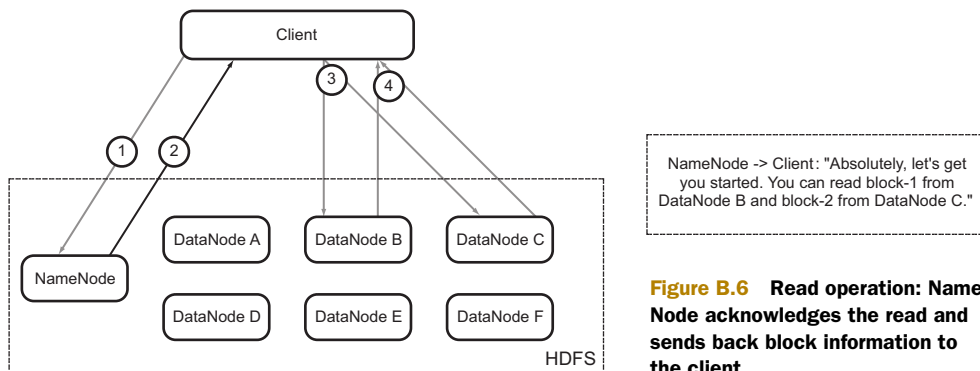 Client
3
4
1
2
DataNode A
DataNode B
DataNode C
NameNode
DataNode D
DataNode E
DataNode F
HDFS
NameNode -> Client: "Absolutely, let's get
you started. You can read block-1 from
DataNode B and block-2 from DataNode C."
Figure B.6 Read operation: Name
Node acknowledges the read and
sends back block information to
the client